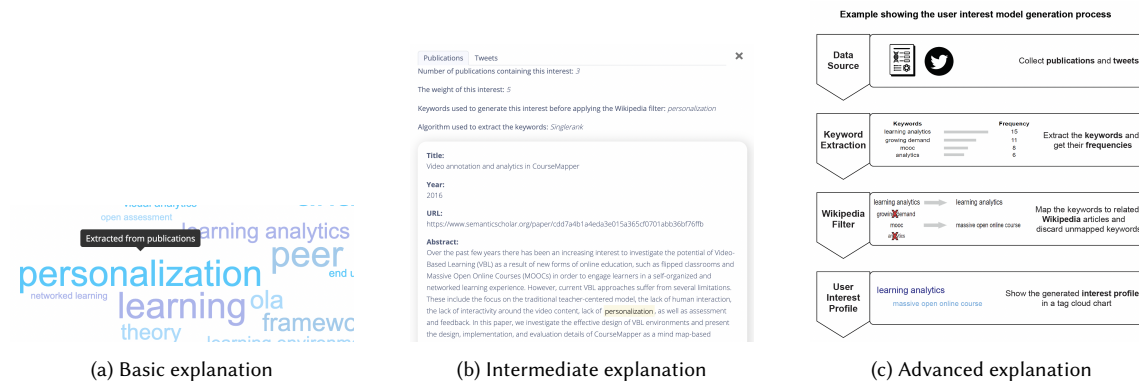 open assessment
Extracted from publications
learning analytics
personalization
peer
end u
networked learning
learning
ola
theory
framewc
(a) Basic explanation
Publications Tweets ×
Number of publications containing this interest: 3
The weight of this interest: 5
Keywords used to generate this interest before applying the Wikipedia filter: personalization
Algorithm used to extract the keywords: Singlerank
Title:
Video annotation and analytics in CourseMapper
Year:
2016
URL:
https://www.semanticscholar.org/paper/cdd7a4b1a4eda3e015a365cf0701abb36bf76ffb
Abstract:
Over the past few years there has been an increasing interest to investigate the potential of Video-
Based Learning (VBL) as a result of new forms of online education, such as flipped classrooms and
Massive Open Online Courses (MOOCs) in order to engage learners in a self-organized and
networked learning experience. However, current VBL approaches suffer from several limitations.
These include the focus on the traditional teacher-centered model, the lack of human interaction,
the lack of interactivity around the video content, lack of personalization, as well as assessment
and feedback. In this paper, we investigate the effective design of VBL environments and present
the design, implementation, and evaluation details of CourseMapper as a mind map-based
(b) Intermediate explanation
Example showing the user interest model generation process
Data
Source
Collect publications and tweets
Keyword
Extraction
Keywords Frequency
learning analytics 15
growing demand 11
mooc 8
analytics 6
Extract the keywords and
get their frequencies
Wikipedia
Filter
learning analytics learning analytics
growing demand
mooc massive open online course
analytics
Map the keywords to related
Wikipedia articles and
discard unmapped keywords
User
Interest
Profile
learning analytics
massive open online course
Show the generated interest profile
in a tag cloud chart
(c) Advanced explanation